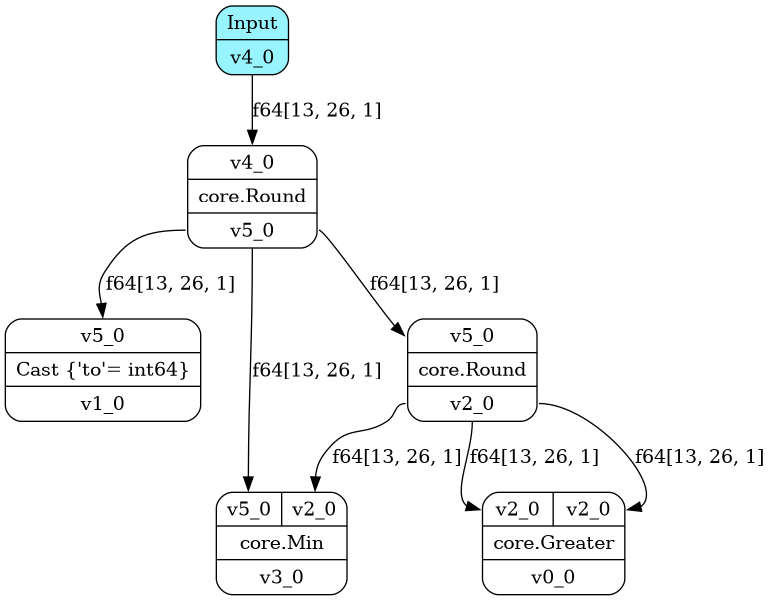 Input
v4_0
f64[13, 26, 1]
v4_0
core.Round
v5_0
f64[13, 26, 1]
f64[13, 26, 1]
v5_0
Cast {'to'= int64}
v1_0
f64[13, 26, 1]
v5_0
core.Round
v2_0
f64[13, 26, 1]
f64[13, 26, 1]
f64[13, 26, 1]
v5_0 v2_0
core.Min
v3_0
v2_0 v2_0
core.Greater
v0_0